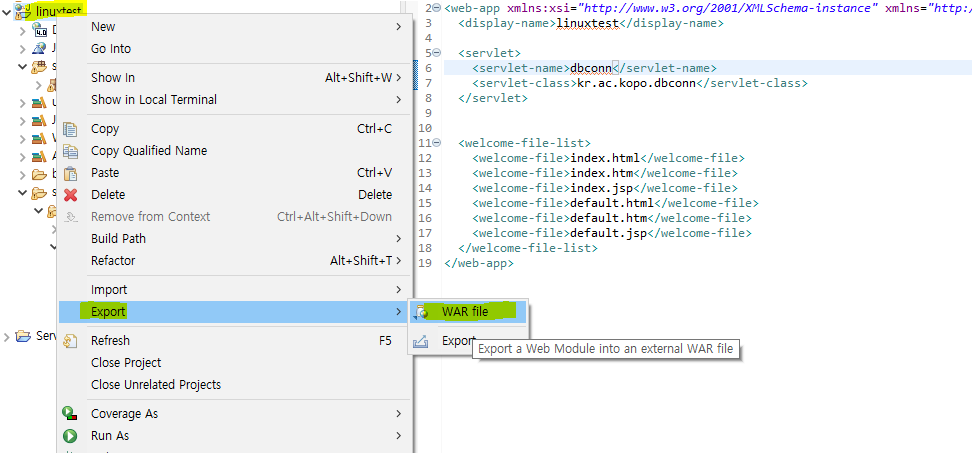 linuxtest
New
Go Into
Show In Alt+Shift+W
Show in Local Terminal
Copy Ctrl+C
Copy Qualified Name
Paste Ctrl+V
Delete Delete
Remove from Context Ctrl+Alt+Shift+Down
Build Path
Refactor Alt+Shift+T
Import
Export
Refresh F5
Close Project
Close Unrelated Projects
Coverage As
Run As
WAR file
Export
Export a Web Module into an external WAR file
2 <web-app xmlns:xsi="http://www.w3.org/2001/XMLSchema-instance" xmlns="http:/
3 <display-name>linuxtest</display-name>
4
5 <servlet>
6 <servlet-name>dbconn</servlet-name>
7 <servlet-class>kr.ac.kopo.dbconn</servlet-class>
8 </servlet>
9
10
11 <welcome-file-list>
12 <welcome-file>index.html</welcome-file>
13 <welcome-file>index.htm</welcome-file>
14 <welcome-file>index.jsp</welcome-file>
15 <welcome-file>default.html</welcome-file>
16 <welcome-file>default.htm</welcome-file>
17 <welcome-file>default.jsp</welcome-file>
18 </welcome-file-list>
19 </web-app>